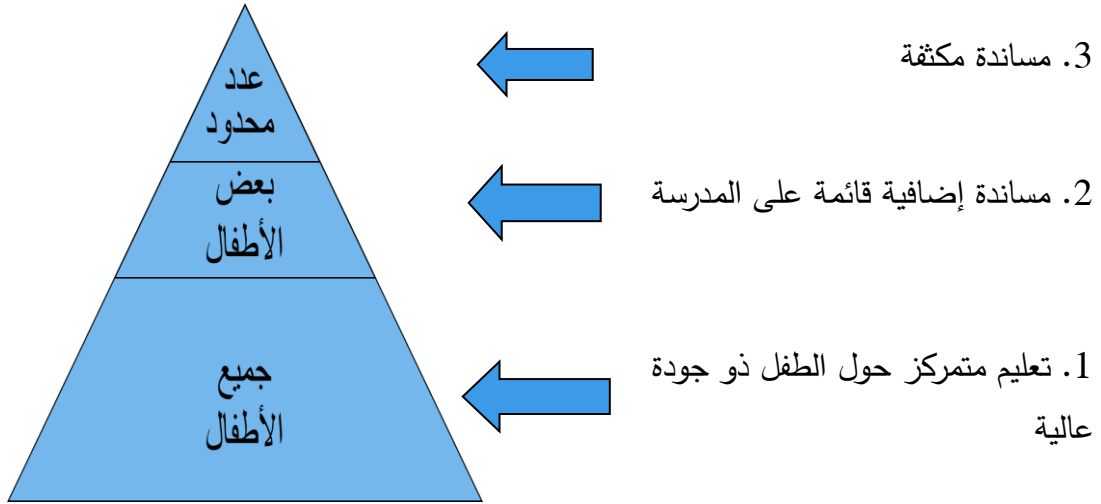 3. مساندة مكثفة
عدد
محدود
2. مساندة إضافية قائمة على المدرسة
بعض
الأطفال
1. تعليم متمركز حول الطفل ذو جودة
عالية
جميع
الأطفال